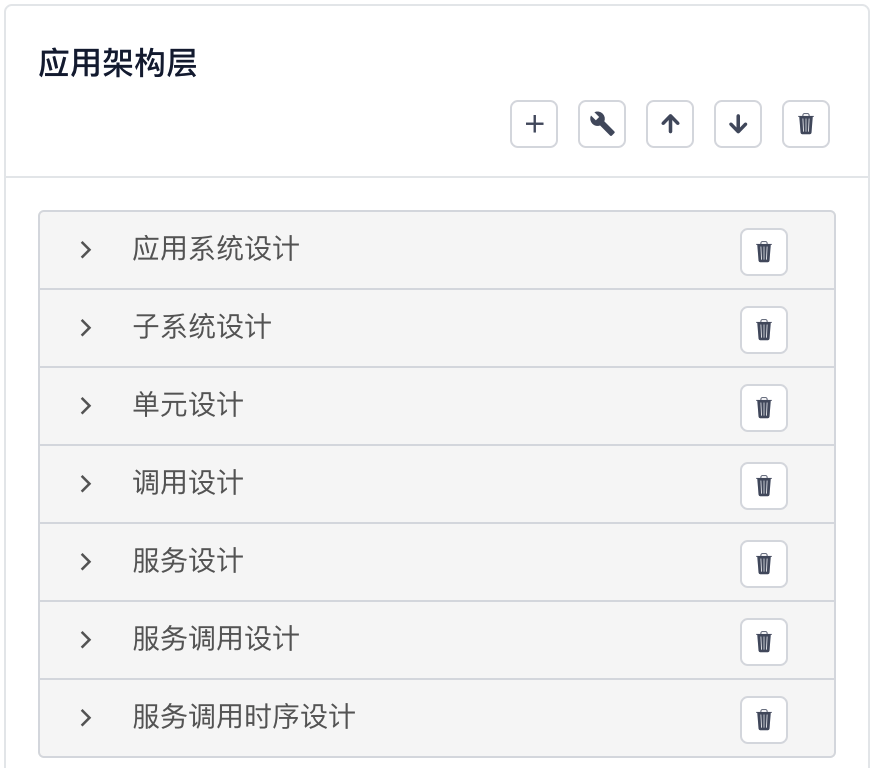 应用架构层
应用系统设计
子系统设计
单元设计
调用设计
服务设计
服务调用设计
服务调用时序设计